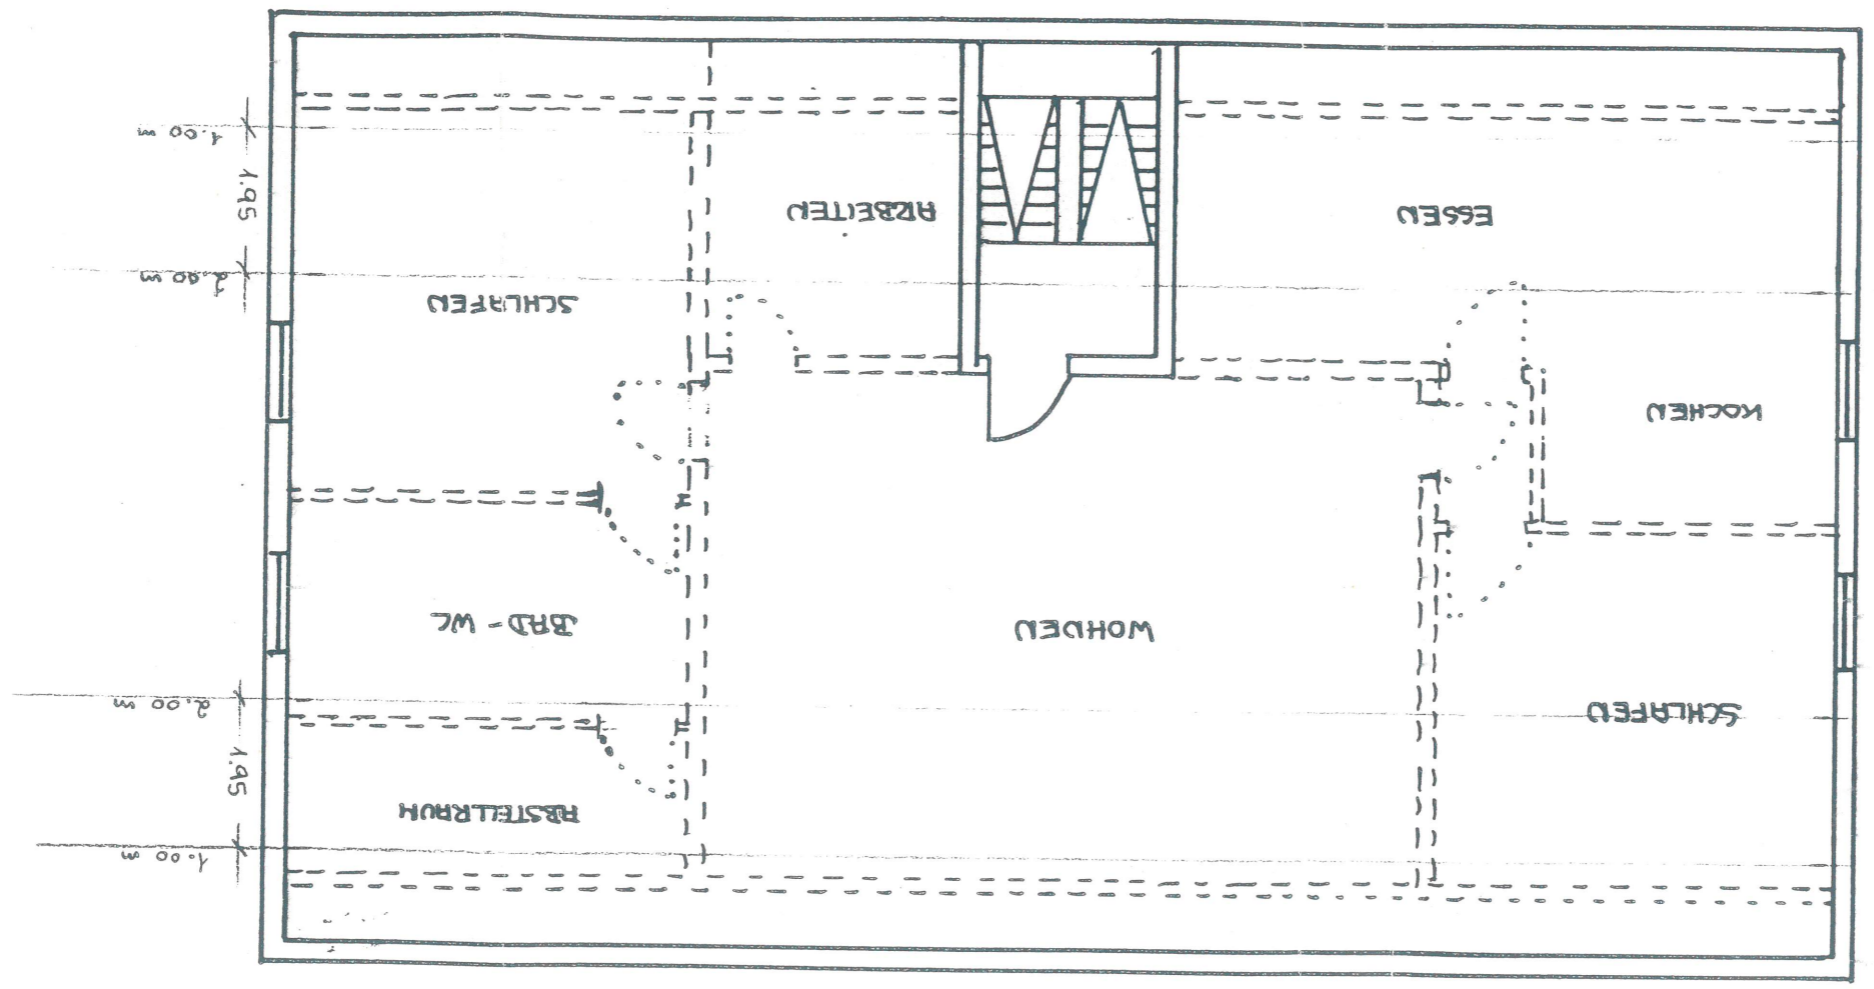 1.00 m
ABSTELLRAUM
1.95
SCHLAFEN
2.00 m
WOHNEN
BAD-WC
KOCHEN
SCHLAFEN
2.00 m
ESSEN
ARBEITEN
1.95
1.00 m